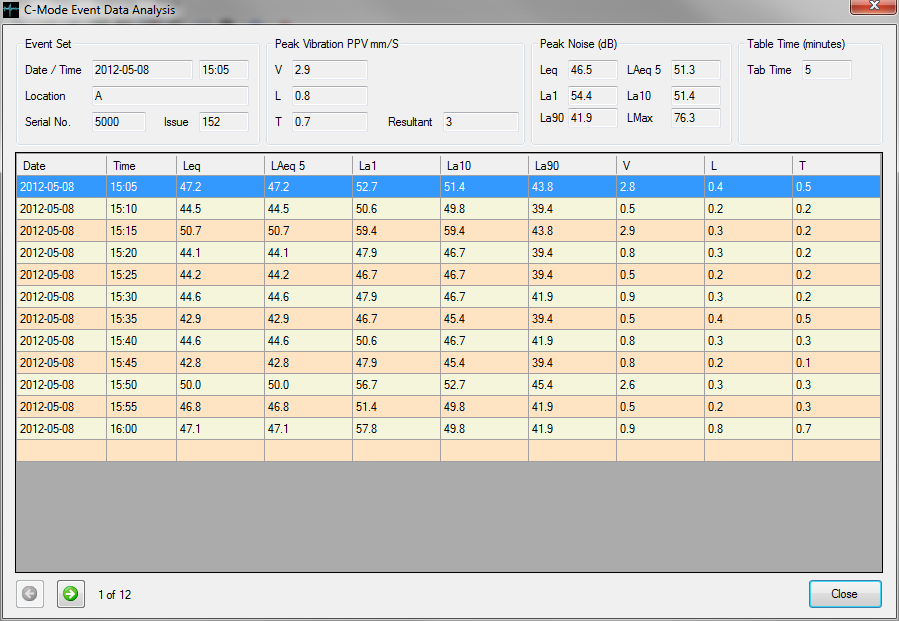 C-Mode Event Data Analysis
Event Set Peak Vibration PPV mm/S Peak Noise (dB) Table Time (minutes)
Date / Time 2012-05-08 15:05 V 2.9 Leq 46.5 LAeq 5 51.3 Tab Time 5
Location A L 0.8 La1 54.4 La10 51.4
Serial No. 5000 Issue 152 T 0.7 Resultant 3 La90 41.9 LMax 76.3
Date Time Leq LAeq 5 La1 La10 La90 V L T
2012-05-08 15:05 47.2 47.2 52.7 51.4 43.8 2.8 0.4 0.5
2012-05-08 15:10 44.5 44.5 50.6 49.8 39.4 0.5 0.2 0.2
2012-05-08 15:15 50.7 50.7 59.4 59.4 43.8 2.9 0.3 0.2
2012-05-08 15:20 44.1 44.1 47.9 46.7 39.4 0.8 0.3 0.2
2012-05-08 15:25 44.2 44.2 46.7 46.7 39.4 0.5 0.2 0.2
2012-05-08 15:30 44.6 44.6 47.9 46.7 41.9 0.9 0.3 0.2
2012-05-08 15:35 42.9 42.9 46.7 45.4 39.4 0.5 0.4 0.5
2012-05-08 15:40 44.6 44.6 50.6 46.7 41.9 0.8 0.3 0.3
2012-05-08 15:45 42.8 42.8 47.9 45.4 39.4 0.8 0.2 0.1
2012-05-08 15:50 50.0 50.0 56.7 52.7 45.4 2.6 0.3 0.3
2012-05-08 15:55 46.8 46.8 51.4 49.8 41.9 0.5 0.2 0.3
2012-05-08 16:00 47.1 47.1 57.8 49.8 41.9 0.9 0.8 0.7
1 of 12 Close